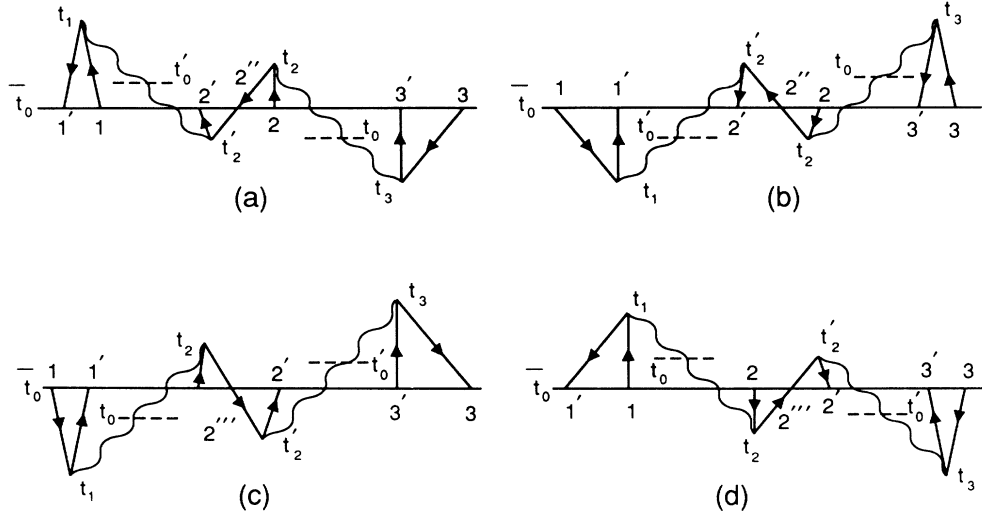 t₁
t₀′ 2′ 2‴ t₂ 3′ 3
t̅₀
1′ 1 t₂′ 2 t₀
t₃
(a)
t₂′ t₃
1 1′ 2″ 2 t₀
t̅₀
t₀′ 2′ 3′ 3
t₁ t₂
(b)
t₃
t₂
1 1′ 2′ t₀′
t̅₀
t₀ 2‴ t₂′ 3′ 3
t₁
(c)
t₁ t₂′
t₀ 2 3′ 3
t̅₀
1′ 1 2‴ 2′ t₀′
t₂ t₃
(d)